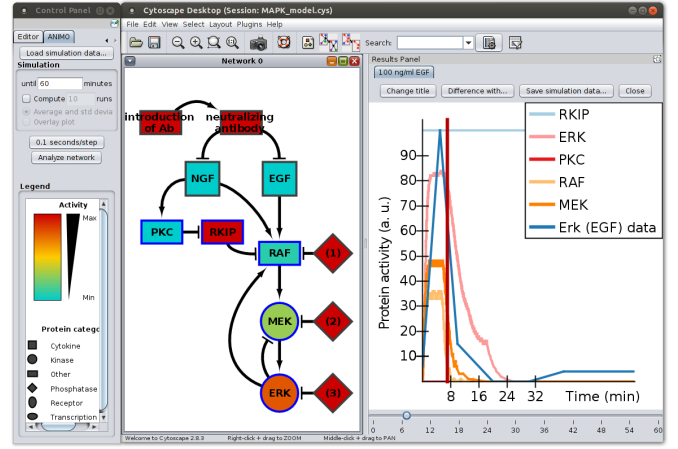 Control Panel
Cytoscape Desktop (Session: MAPK_model.cys)
File Edit View Select Layout Plugins Help
Editor ANIMO
Search:
Load simulation data...
Simulation
until 60 minutes
Compute 10 runs
Average and std devia
Overlay plot
0.1 seconds/step
Analyze network
Legend
Activity
Max
Min
Protein catego
Cytokine
Kinase
Other
Phosphatase
Receptor
Transcription
Network 0
introduction
of Ab
neutralizing
antibody
NGF
EGF
PKC
RKIP
RAF
(1)
MEK
(2)
ERK
(3)
Results Panel
100 ng/ml EGF
Change title
Difference with...
Save simulation data...
Close
RKIP
ERK
PKC
RAF
MEK
Erk (EGF) data
Protein activity (a. u.)
90
80
70
60
50
40
30
20
10
8 16 24 32 Time (min)
0 6 12 18 24 30 36 42 48 54 60
Welcome to Cytoscape 2.8.3 Right-click + drag to ZOOM Middle-click + drag to PAN